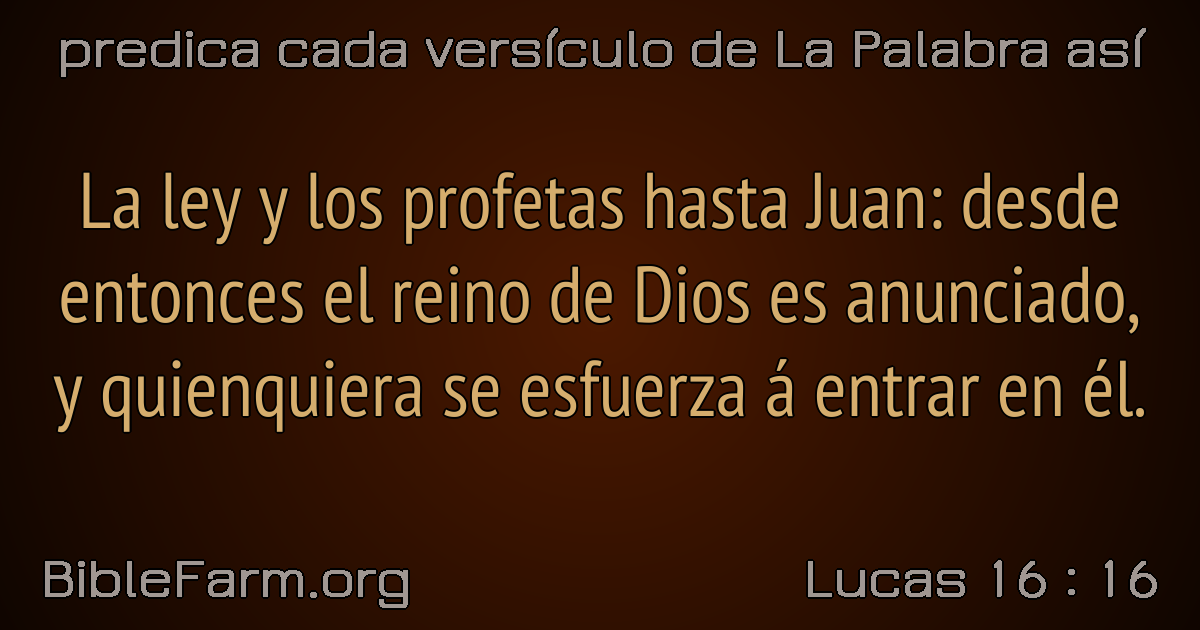 predica cada versículo de La Palabra así
La ley y los profetas hasta Juan: desde
entonces el reino de Dios es anunciado,
y quienquiera se esfuerza á entrar en él.
BibleFarm.org
Lucas 16 : 16